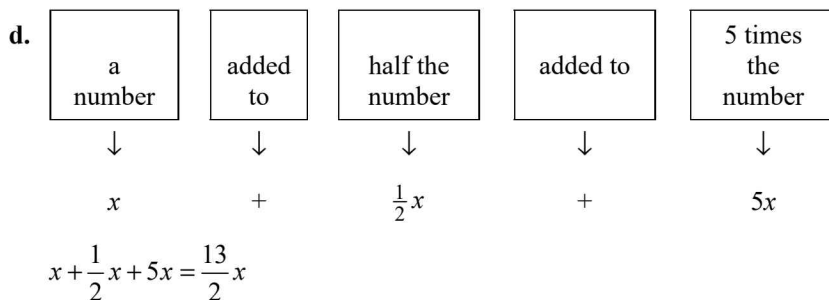 d.
a number
added to
half the number
added to
5 times the number
↓ ↓ ↓ ↓ ↓
x + 1/2 x + 5x
x + 1/2 x + 5x = 13/2 x